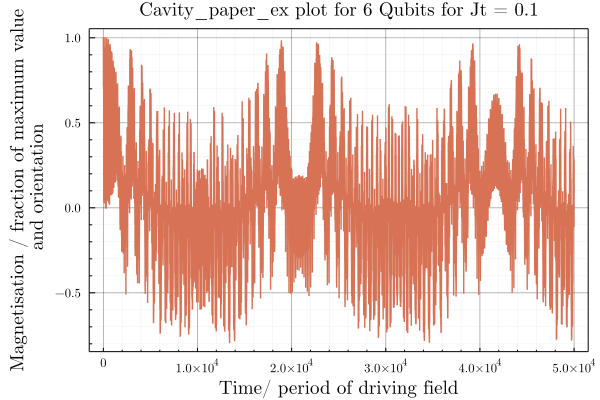 Cavity_paper_ex plot for 6 Qubits for Jt = 0.1
Magnetisation / fraction of maximum value
and orientation
1.0
0.5
0.0
−0.5
0
1.0×10⁴
2.0×10⁴
3.0×10⁴
4.0×10⁴
5.0×10⁴
Time/ period of driving field